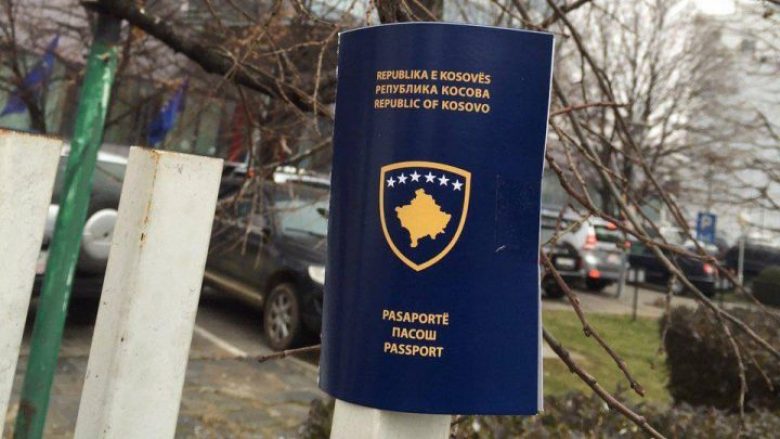 REPUBLIKA E KOSOVËS
РЕПУБЛИКА КОСОВА
REPUBLIC OF KOSOVO
PASAPORTË
ПАСОШ
PASSPORT
P